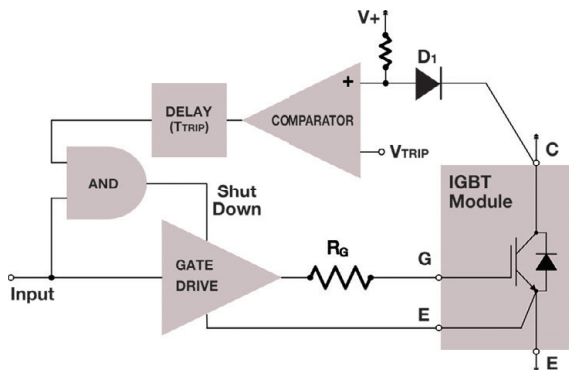 V+
D1
+
DELAY
(TTRIP)
COMPARATOR
VTRIP
C
AND
Shut
Down
IGBT
Module
GATE
DRIVE
RG
G
Input
E
E